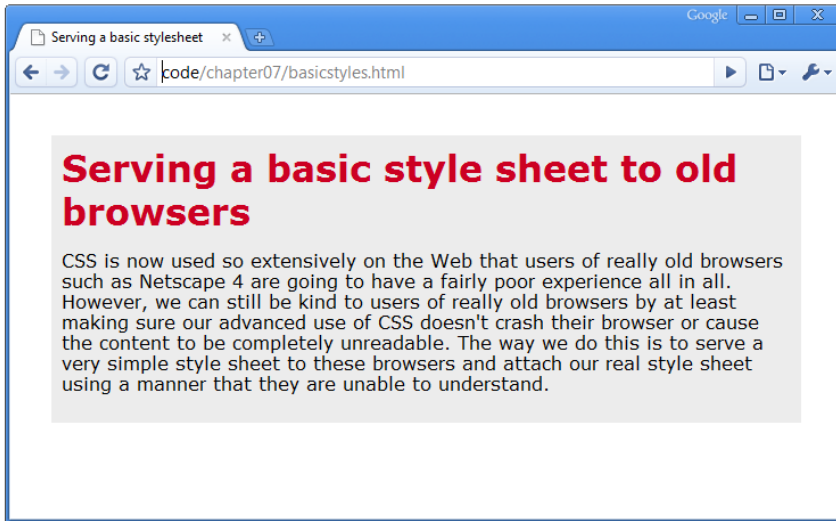 Google
Serving a basic stylesheet
code/chapter07/basicstyles.html
Serving a basic style sheet to old
browsers
CSS is now used so extensively on the Web that users of really old browsers
such as Netscape 4 are going to have a fairly poor experience all in all.
However, we can still be kind to users of really old browsers by at least
making sure our advanced use of CSS doesn't crash their browser or cause
the content to be completely unreadable. The way we do this is to serve a
very simple style sheet to these browsers and attach our real style sheet
using a manner that they are unable to understand.